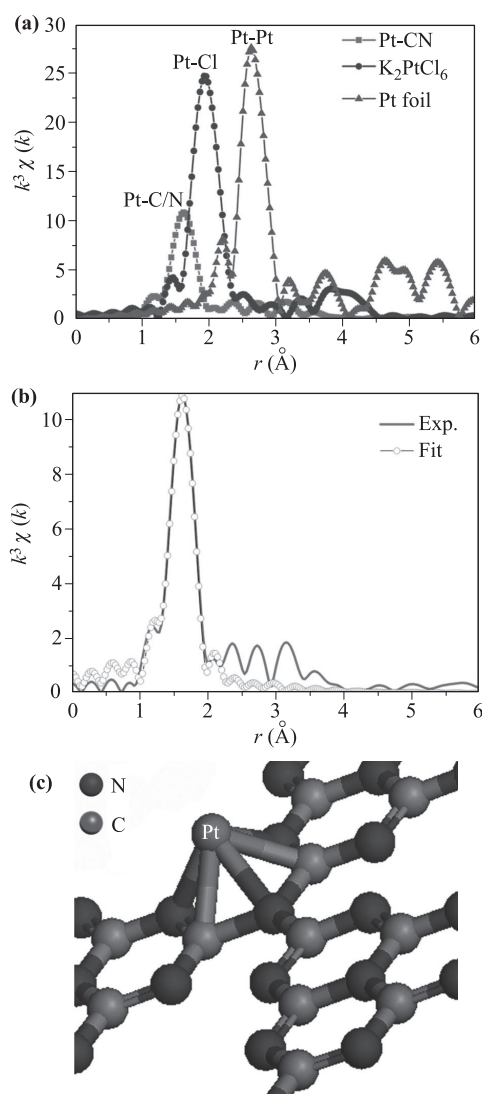 (a)
30
25
20
15
10
5
0
k³ χ (k)
Pt-Pt
Pt-Cl
Pt-C/N
Pt-CN
K₂PtCl₆
Pt foil
0 1 2 3 4 5 6
r (Å)
(b)
10
8
6
4
2
0
k³ χ (k)
Exp.
Fit
0 1 2 3 4 5 6
r (Å)
(c)
N
C
Pt